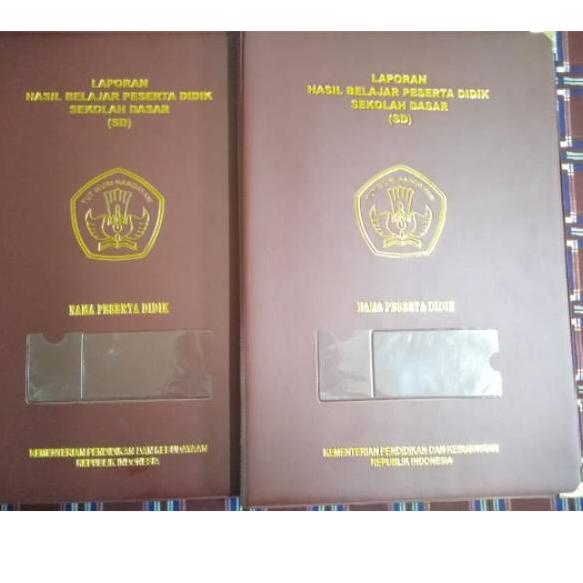 LAPORAN
HASIL BELAJAR PESERTA DIDIK
SEKOLAH DASAR
(SD)
TUT WURI HANDAYANI
NAMA PESERTA DIDIK
KEMENTERIAN PENDIDIKAN DAN KEBUDAYAAN
REPUBLIK INDONESIA
LAPORAN
HASIL BELAJAR PESERTA DIDIK
SEKOLAH DASAR
(SD)
TUT WURI HANDAYANI
NAMA PESERTA DIDIK
KEMENTERIAN PENDIDIKAN DAN KEBUDAYAAN
REPUBLIK INDONESIA